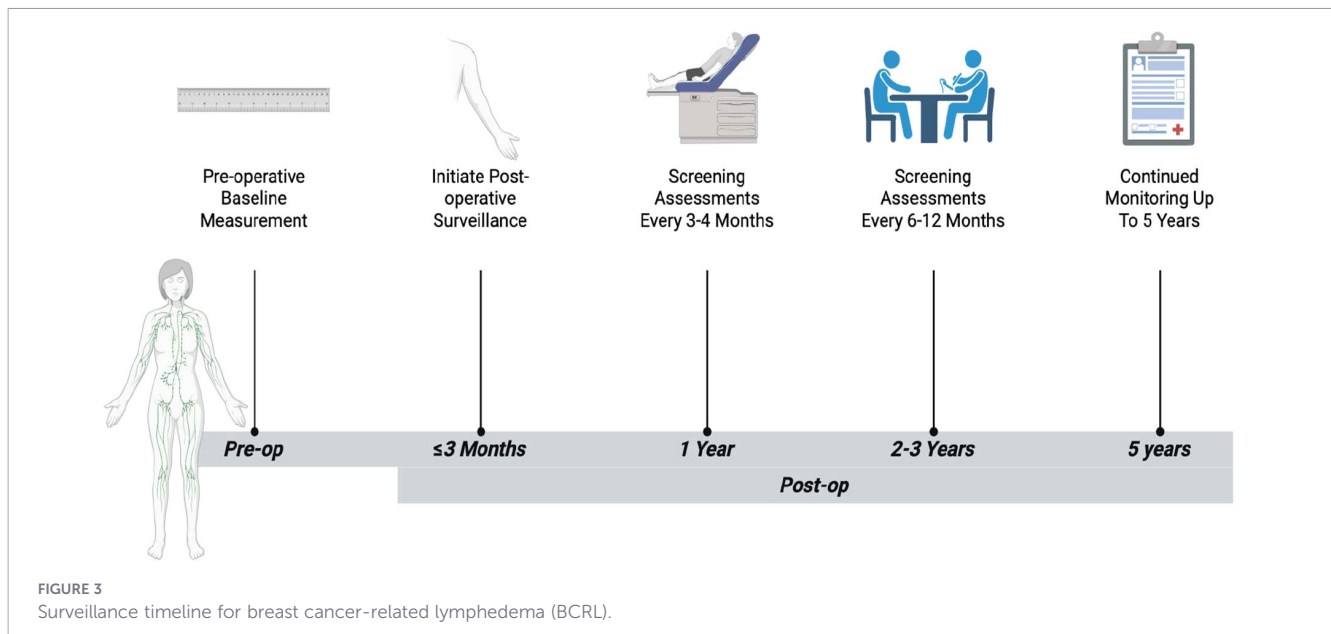 Pre-operative
Baseline
Measurement
Initiate Post-
operative
Surveillance
Screening
Assessments
Every 3-4 Months
Screening
Assessments
Every 6-12 Months
Continued
Monitoring Up
To 5 Years
Pre-op
≤3 Months
1 Year
2-3 Years
5 years
Post-op
FIGURE 3
Surveillance timeline for breast cancer-related lymphedema (BCRL).